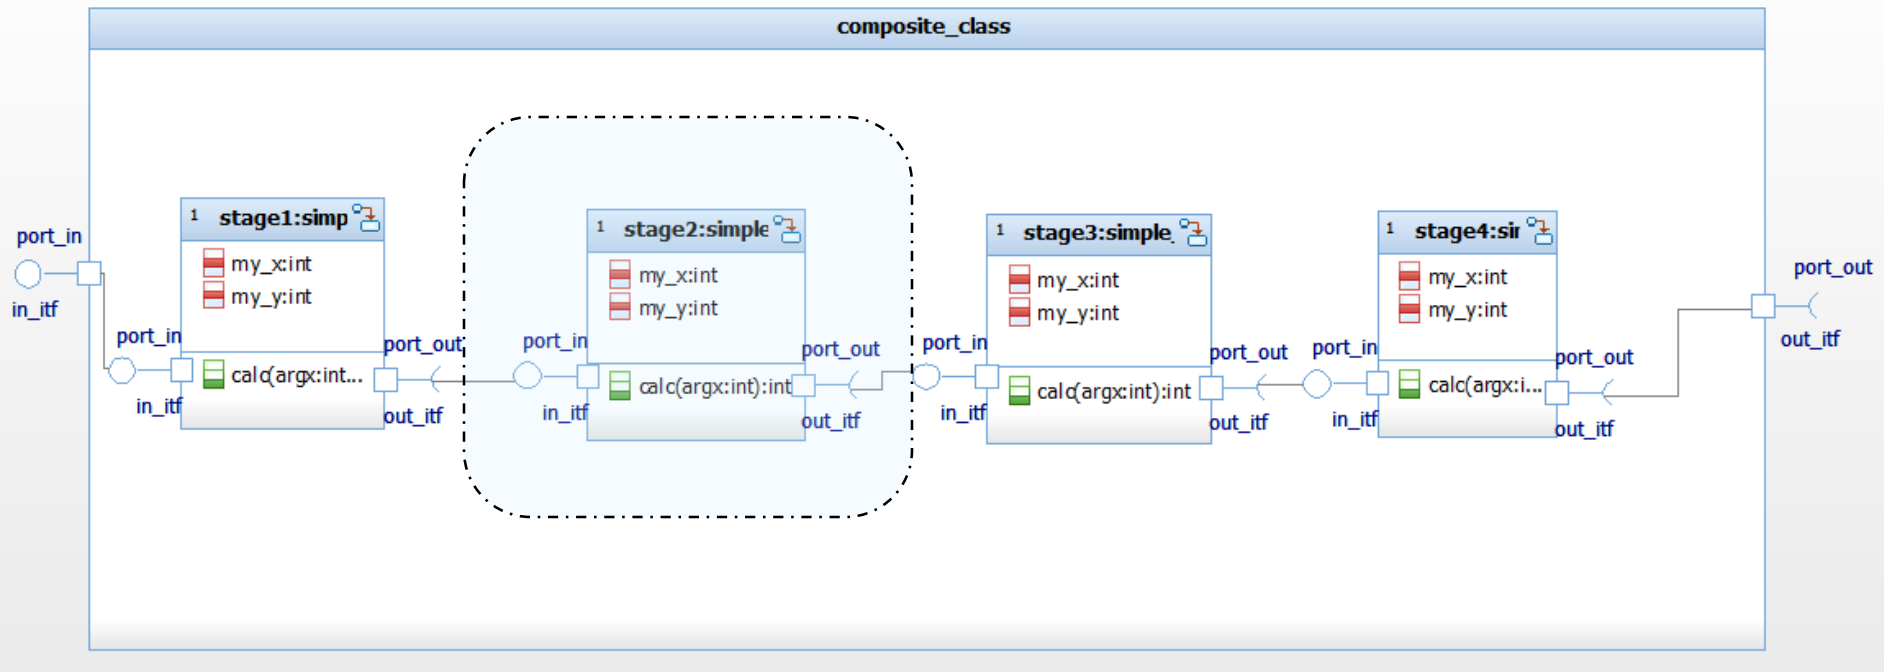 composite_class
port_in
in_itf
port_in
in_itf
1 stage1:simp
my_x:int
my_y:int
calc(argx:int...
port_out
out_itf
port_in
in_itf
1 stage2:simple
my_x:int
my_y:int
calc(argx:int):int
port_out
out_itf
port_in
in_itf
1 stage3:simple_
my_x:int
my_y:int
calc(argx:int):int
port_out
out_itf
port_in
in_itf
1 stage4:sir
my_x:int
my_y:int
calc(argx:i...
port_out
out_itf
port_out
out_itf